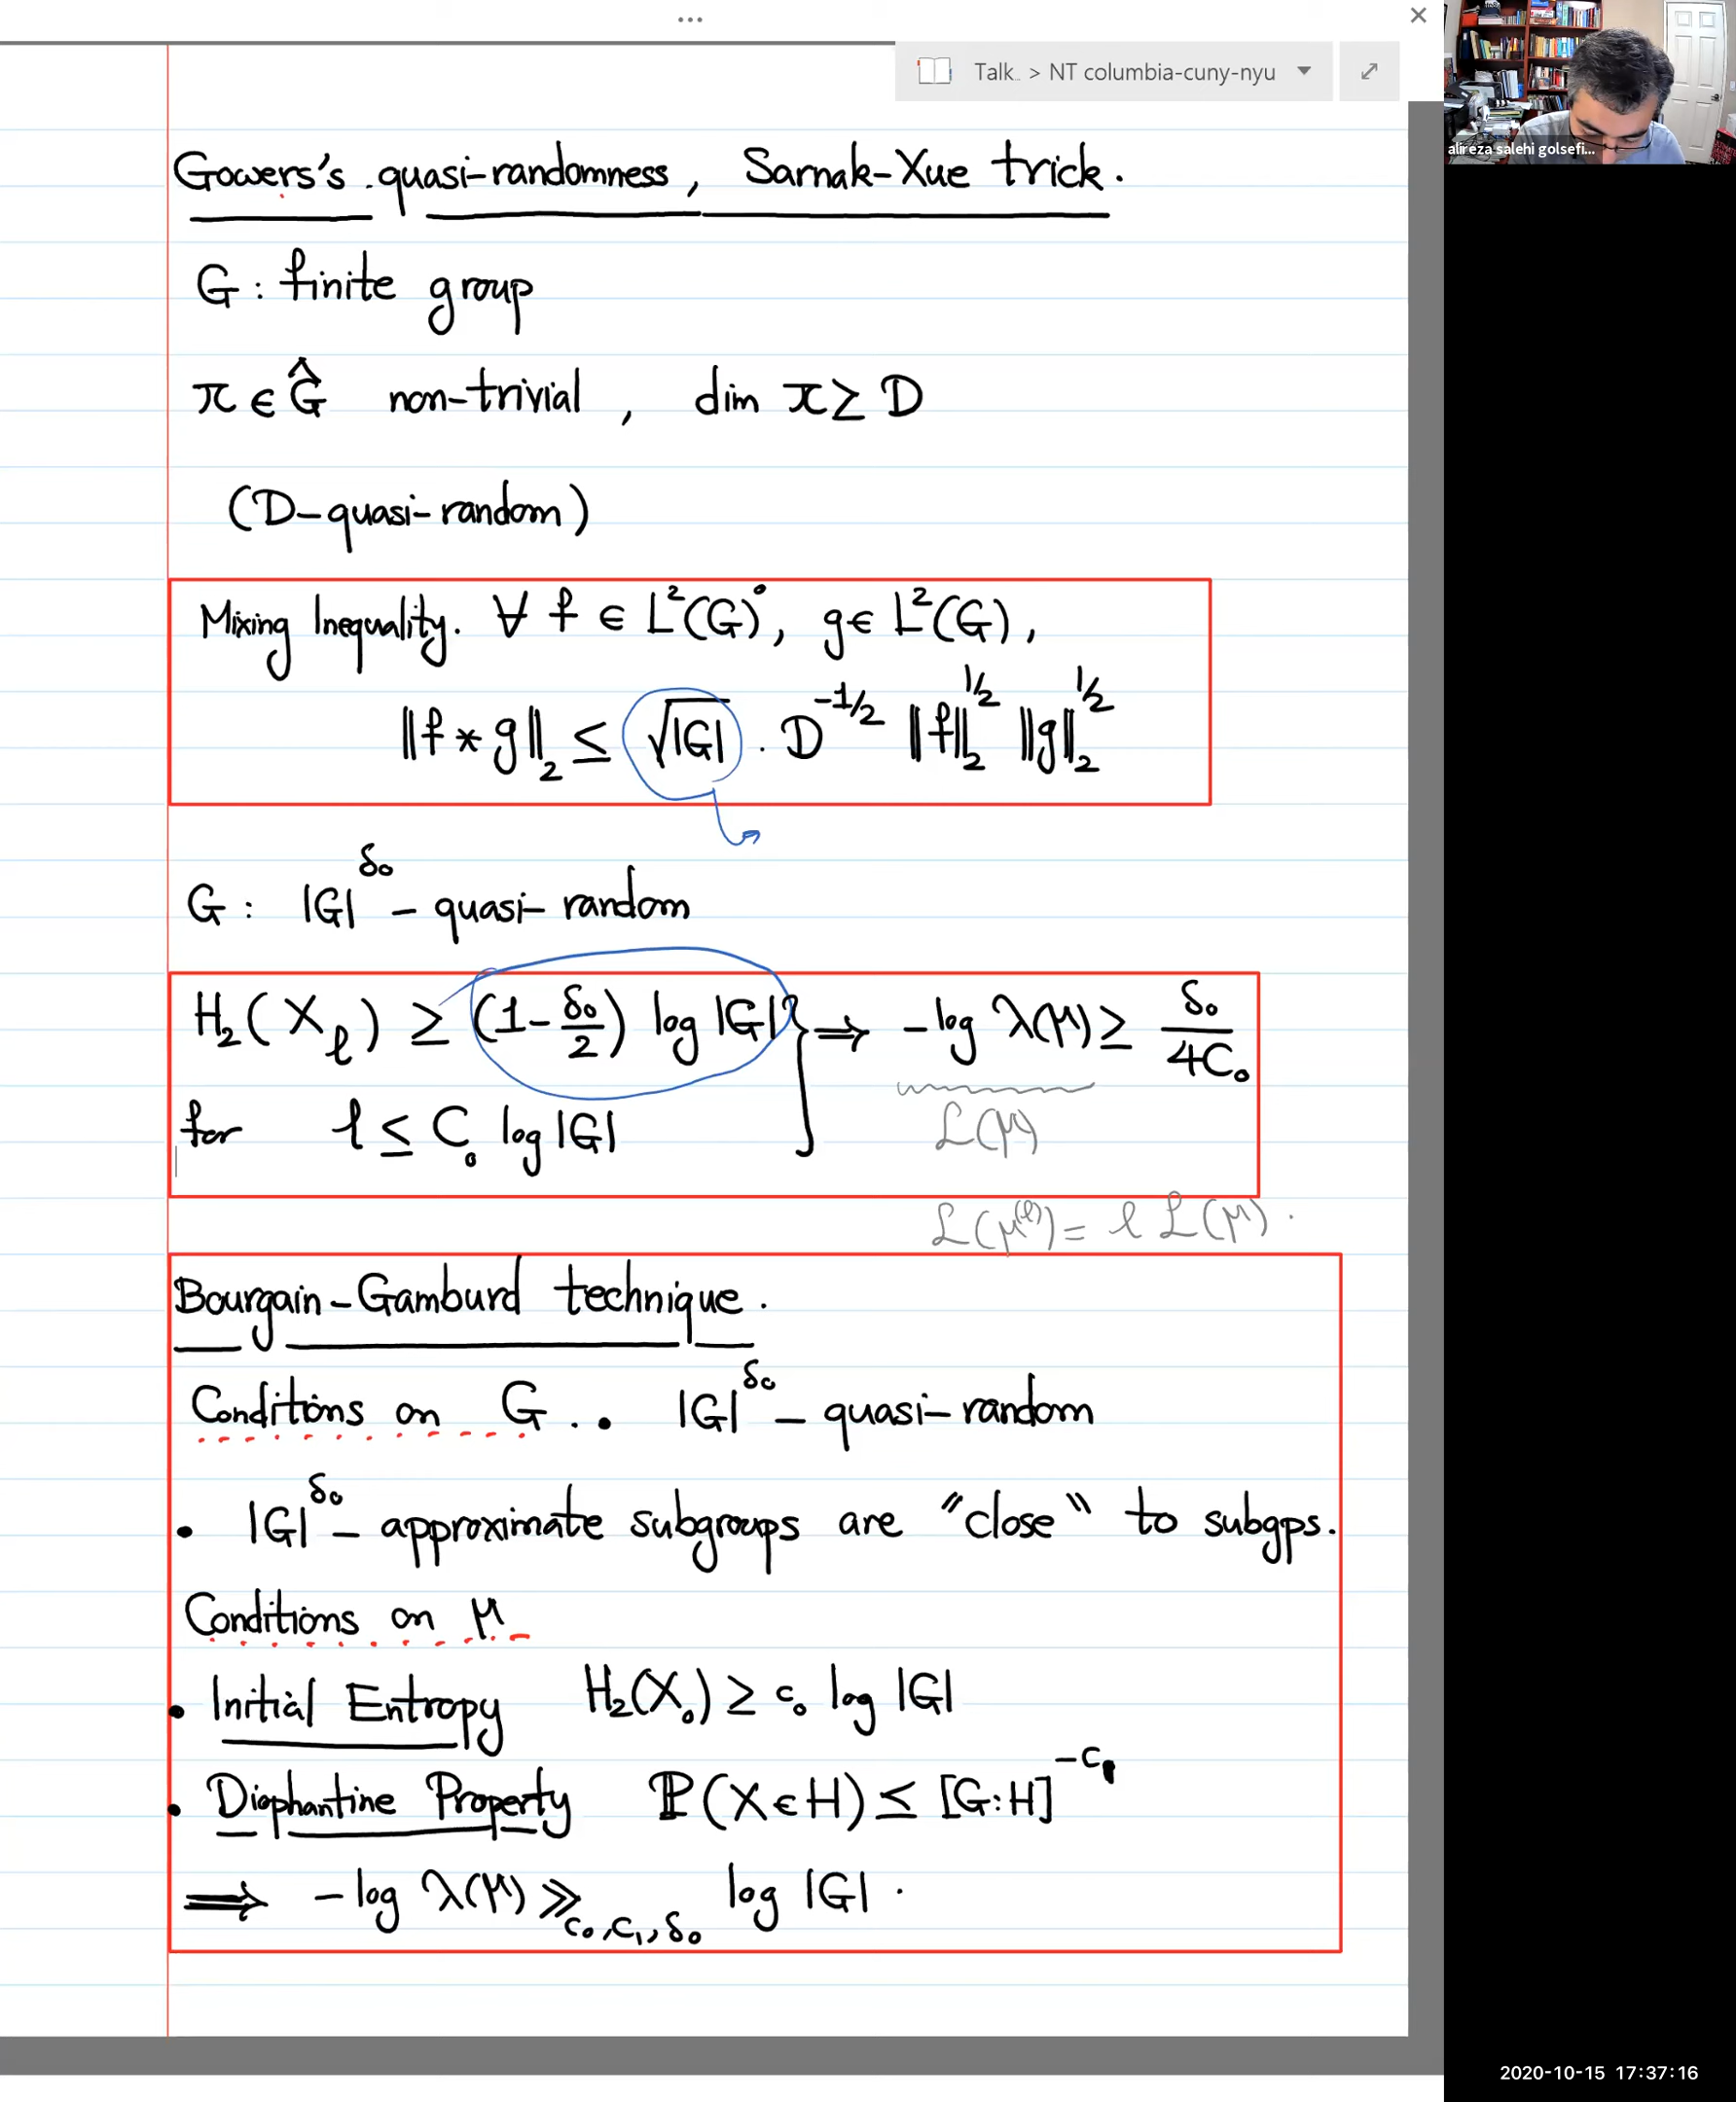 Talk.. > NT columbia-cuny-nyu
alireza salehi golsefi...
Gowers's quasi-randomness, Sarnak-Xue trick.
G: finite group
π ∈ Ĝ non-trivial, dim π ≥ D
(D-quasi-random)
Mixing Inequality. ∀ f ∈ L²(G)°, g ∈ L²(G),
‖f * g‖₂ ≤ √|G| · D^{-1/2} ‖f‖₂^{1/2} ‖g‖₂^{1/2}
G: |G|^{δ₀} - quasi-random
H₂(X_ℓ) ≥ (1 - δ₀/2) log |G| } ⇒ -log λ(μ) ≥ δ₀/4C₀
for ℓ ≤ C₀ log |G|
ℒ(μ)
ℒ(μ^{(ℓ)}) = ℓ ℒ(μ).
Bourgain-Gamburd technique.
Conditions on G.. |G|^{δ₀} - quasi-random
• |G|^{δ₀} - approximate subgroups are "close" to subgps.
Conditions on μ
• Initial Entropy H₂(X₀) ≥ c₀ log |G|
• Diophantine Property ℙ(X ∈ H) ≤ [G:H]^{-c₁}
⟹ -log λ(μ) ≫_{c₀,c₁,δ₀} log |G|.
2020-10-15 17:37:16